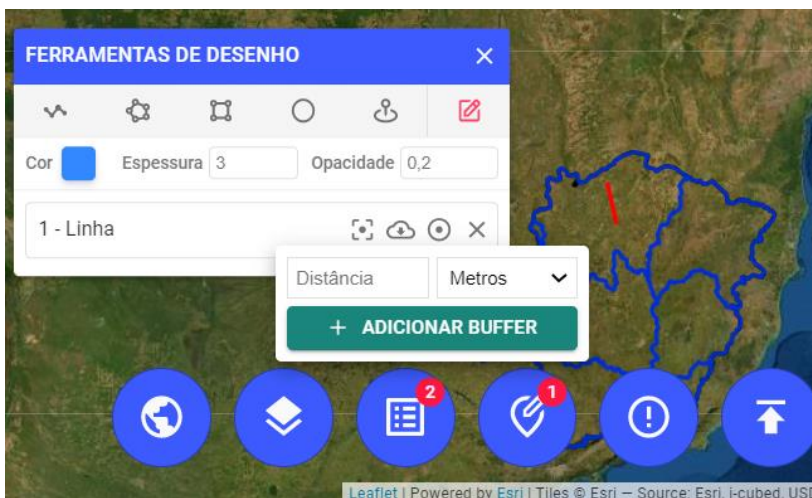 FERRAMENTAS DE DESENHO
Cor Espessura 3 Opacidade 0,2
1 - Linha
Distância Metros
+ ADICIONAR BUFFER
2
1
Leaflet | Powered by Esri | Tiles © Esri — Source: Esri, i-cubed, US